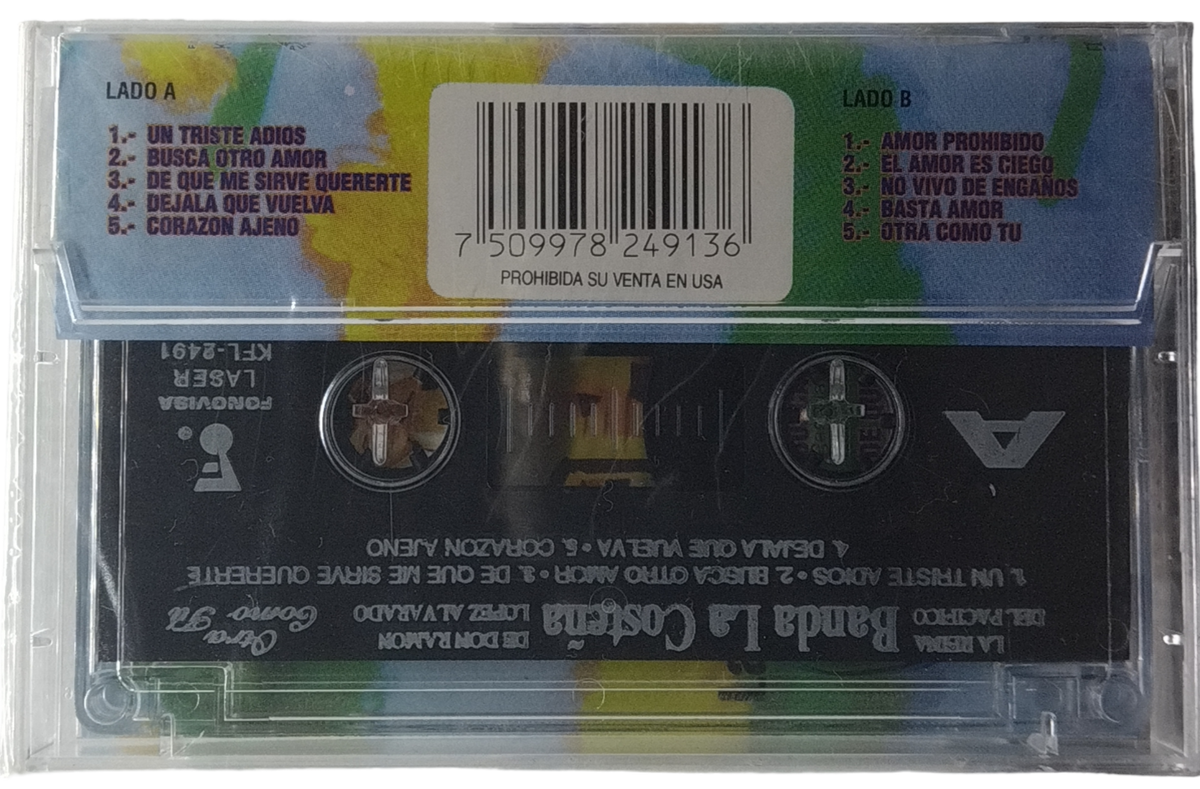 LADO A
1.- UN TRISTE ADIOS
2.- BUSCA OTRO AMOR
3.- DE QUE ME SIRVE QUERERTE
4.- DEJALA QUE VUELVA
5.- CORAZON AJENO
7 509978 249136
PROHIBIDA SU VENTA EN USA
LADO B
1.- AMOR PROHIBIDO
2.- EL AMOR ES CIEGO
3.- NO VIVO DE ENGAÑOS
4.- BASTA AMOR
5.- OTRA COMO TU
LA REINA DEL PACIFICO
Banda La Costeña
DE DON RAMON LOPEZ ALVARADO
Otra Como Tú
1. UN TRISTE ADIOS • 2. BUSCA OTRO AMOR • 3. DE QUE ME SIRVE QUERERTE
4. DEJALA QUE VUELVA • 5. CORAZON AJENO
A
FONOVISA
LASER
KFL-2491